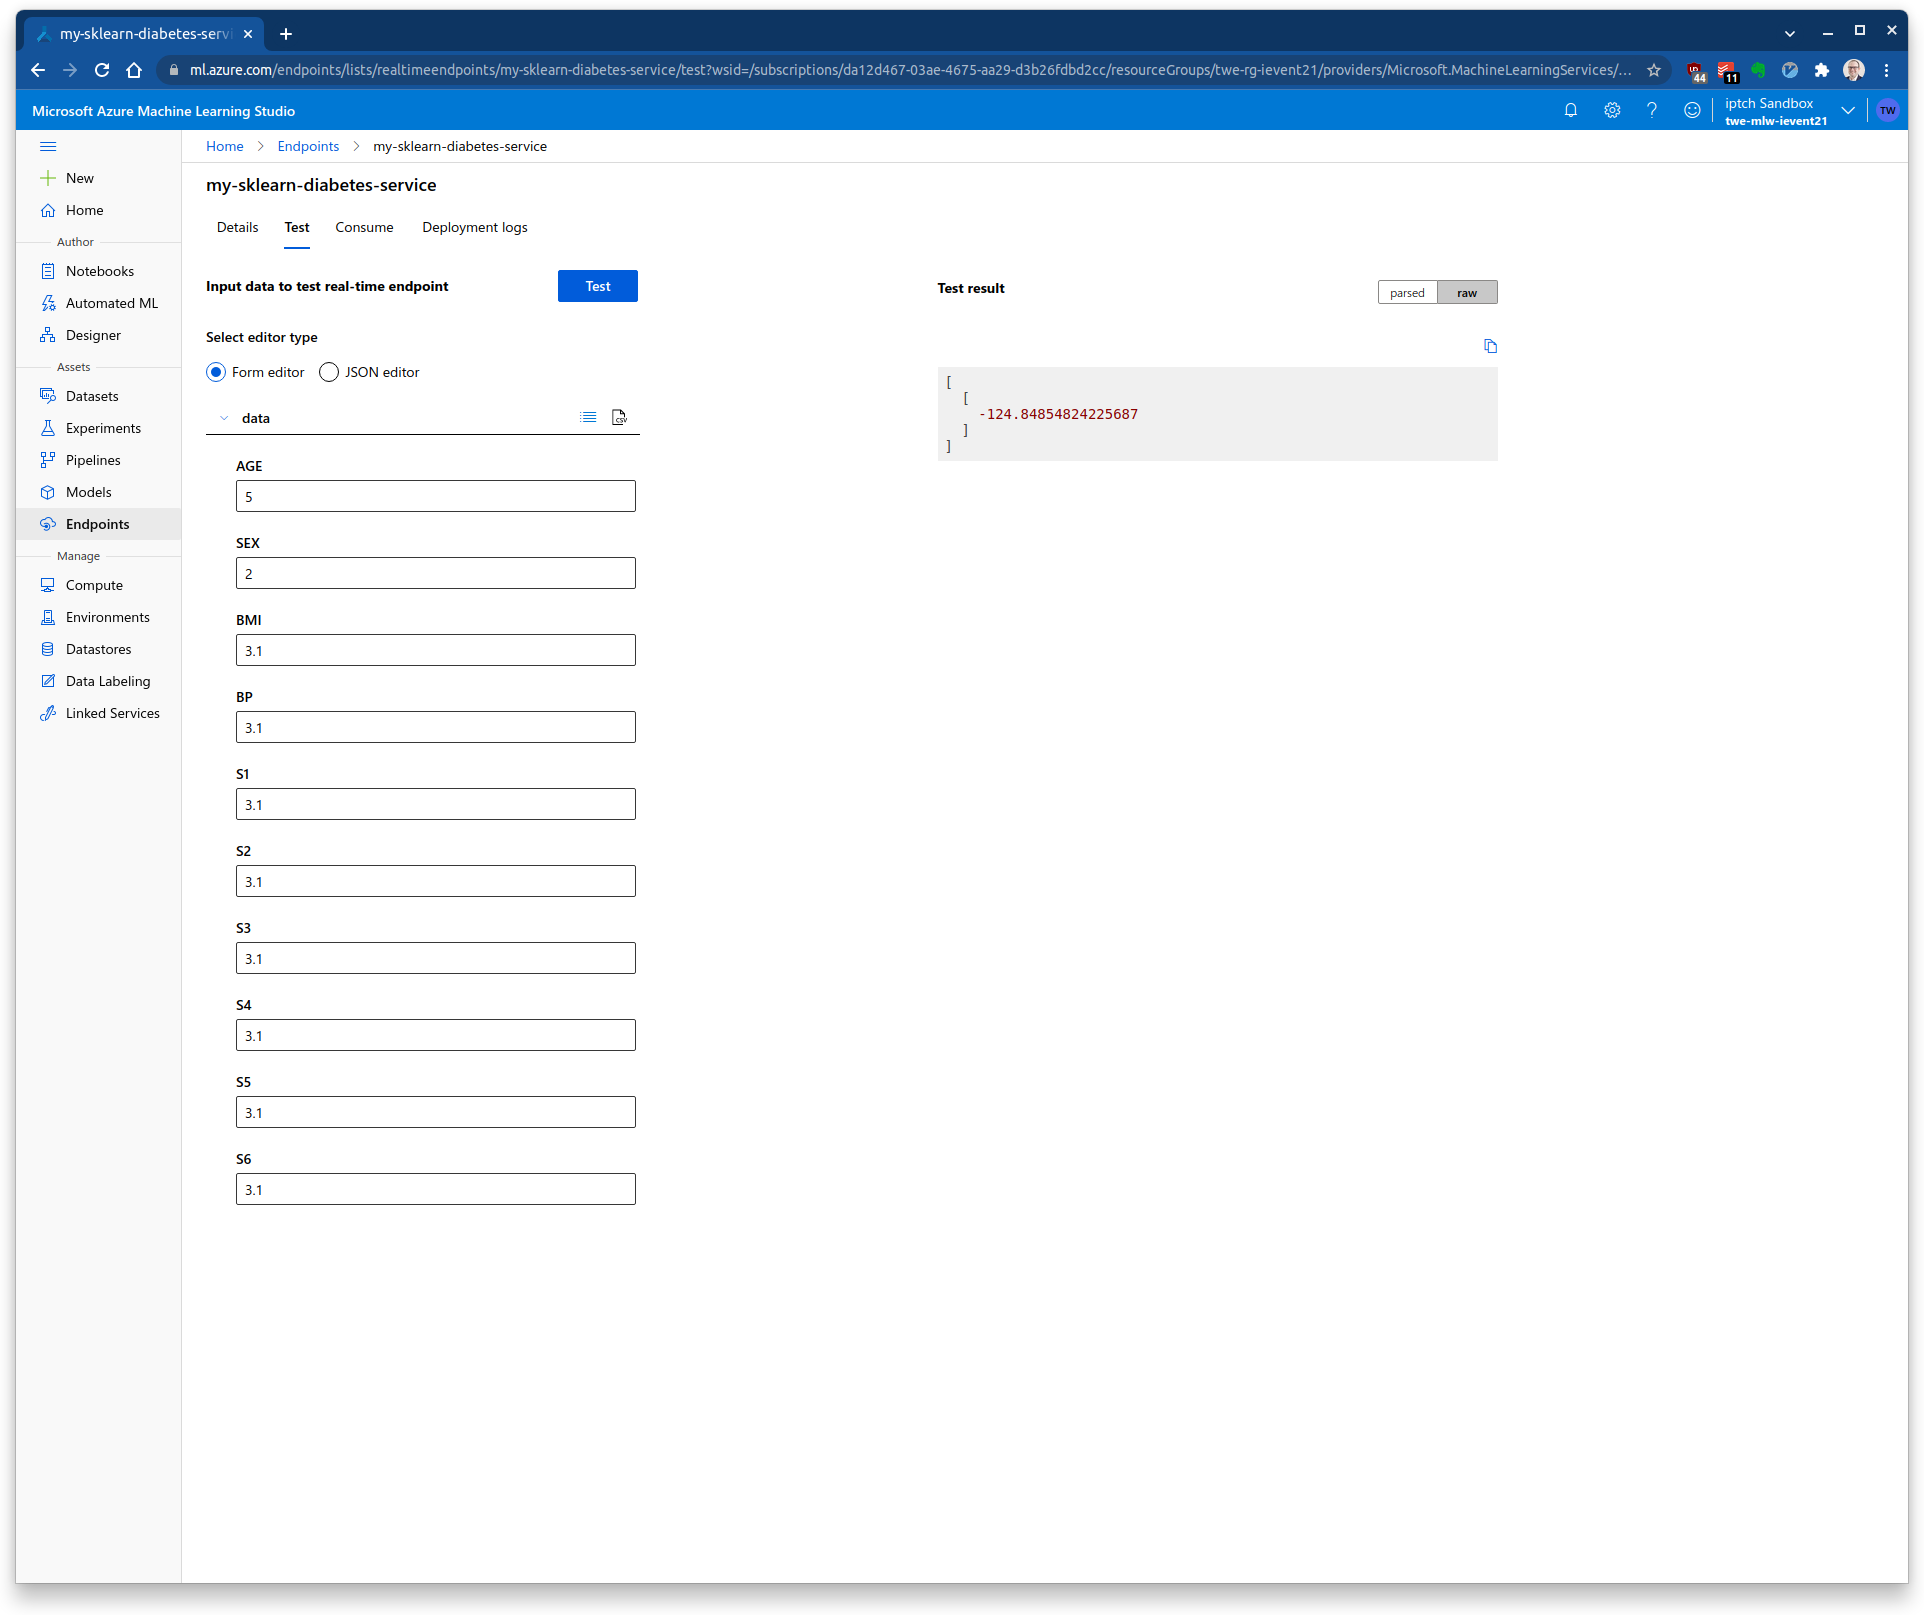 my-sklearn-diabetes-servi
ml.azure.com/endpoints/lists/realtimeendpoints/my-sklearn-diabetes-service/test?wsid=/subscriptions/da12d467-03ae-4675-aa29-d3b26fdbd2cc/resourceGroups/twe-rg-ievent21/providers/Microsoft.MachineLearningServices/...
44
11
Microsoft Azure Machine Learning Studio
iptch Sandbox
twe-mlw-ievent21
TW
Home > Endpoints > my-sklearn-diabetes-service
New
Home
Author
Notebooks
Automated ML
Designer
Assets
Datasets
Experiments
Pipelines
Models
Endpoints
Manage
Compute
Environments
Datastores
Data Labeling
Linked Services
my-sklearn-diabetes-service
Details Test Consume Deployment logs
Input data to test real-time endpoint
Test
Select editor type
Form editor JSON editor
data
CSV
AGE
5
SEX
2
BMI
3.1
BP
3.1
S1
3.1
S2
3.1
S3
3.1
S4
3.1
S5
3.1
S6
3.1
Test result
parsed raw
[
[
-124.84854824225687
]
]